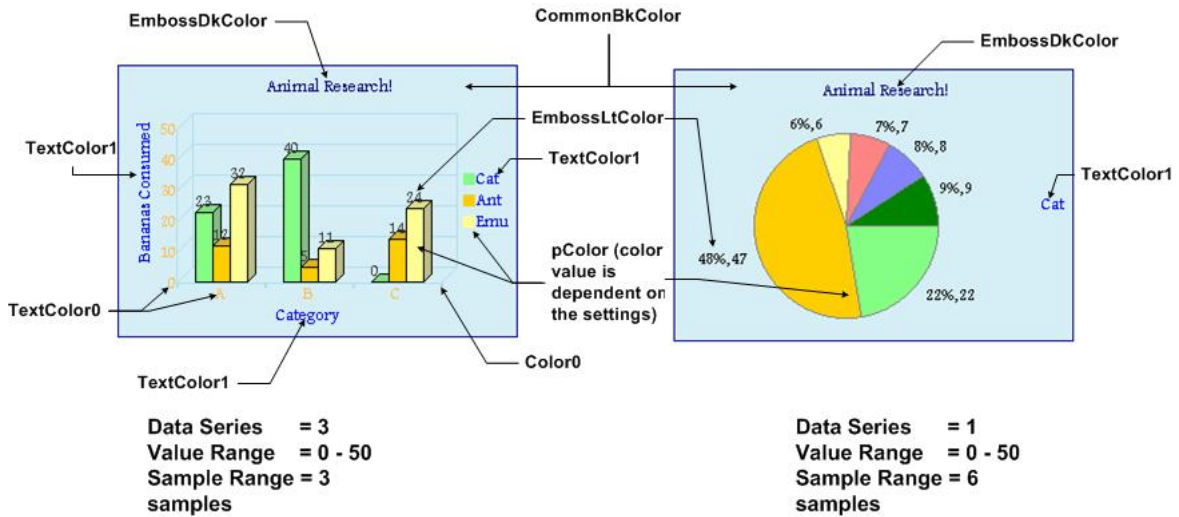 EmbossDkColor
CommonBkColor
EmbossDkColor
Animal Research!
Animal Research!
TextColor1
Bananas Consumed
50
40
30
20
10
0
23
12
32
40
5
11
0
14
24
A
B
C
Category
Cat
Ant
Emu
EmbossLtColor
TextColor1
pColor (color
value is
dependent on
the settings)
TextColor0
TextColor1
Color0
6%,6
7%,7
8%,8
9%,9
22%,22
48%,47
Cat
TextColor1
Data Series = 3
Value Range = 0 - 50
Sample Range = 3
samples
Data Series = 1
Value Range = 0 - 50
Sample Range = 6
samples